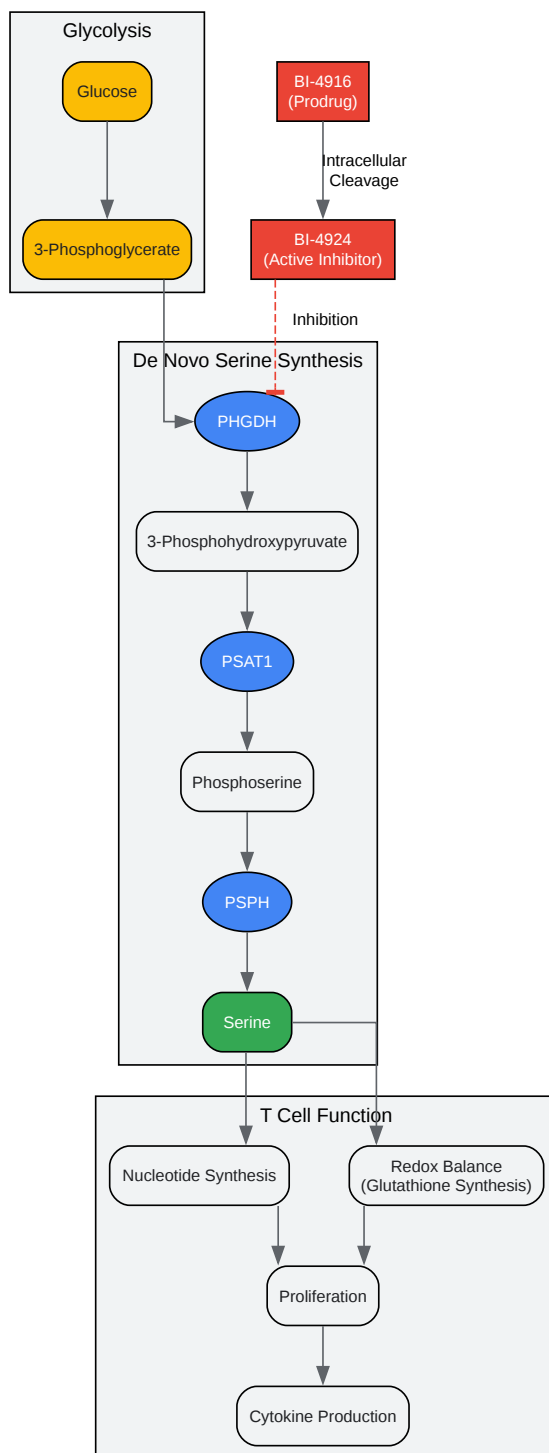 Glycolysis
Glucose
BI-4916
(Prodrug)
Intracellular
Cleavage
3-Phosphoglycerate
BI-4924
(Active Inhibitor)
Inhibition
De Novo Serine Synthesis
PHGDH
3-Phosphohydroxypyruvate
PSAT1
Phosphoserine
PSPH
Serine
T Cell Function
Nucleotide Synthesis
Redox Balance
(Glutathione Synthesis)
Proliferation
Cytokine Production